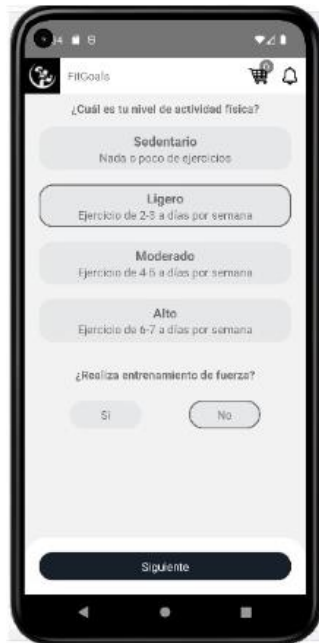 FitGoals
0
¿Cuál es tu nivel de actividad física?
Sedentario
Nada o poco de ejercicios
Ligero
Ejercicio de 2-3 a días por semana
Moderado
Ejercicio de 4-5 a días por semana
Alto
Ejercicio de 6-7 a días por semana
¿Realiza entrenamiento de fuerza?
Si
No
Siguiente